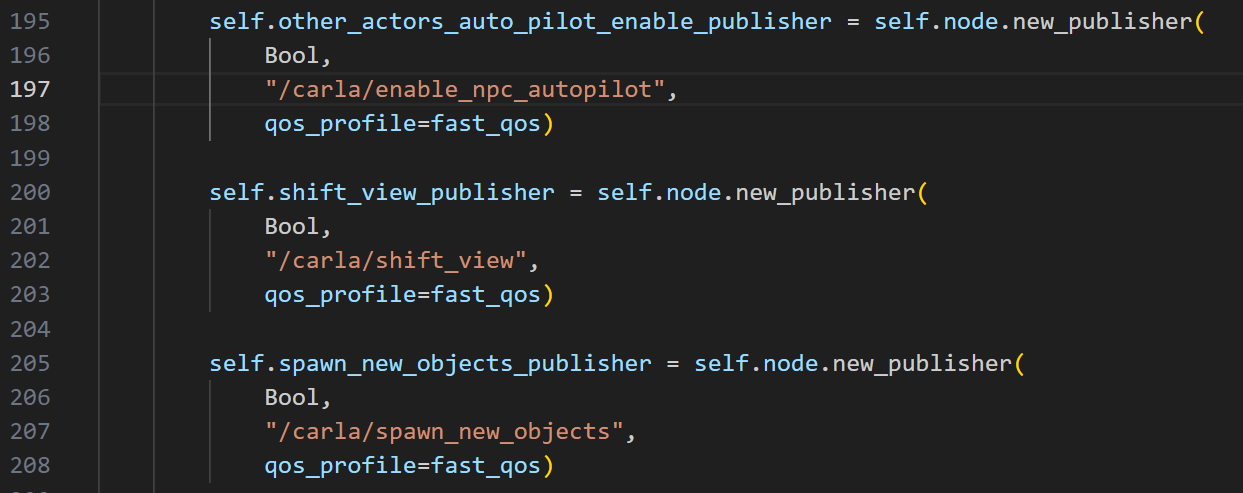 195 self.other_actors_auto_pilot_enable_publisher = self.node.new_publisher(
196 Bool,
197 "/carla/enable_npc_autopilot",
198 qos_profile=fast_qos)
199
200 self.shift_view_publisher = self.node.new_publisher(
201 Bool,
202 "/carla/shift_view",
203 qos_profile=fast_qos)
204
205 self.spawn_new_objects_publisher = self.node.new_publisher(
206 Bool,
207 "/carla/spawn_new_objects",
208 qos_profile=fast_qos)